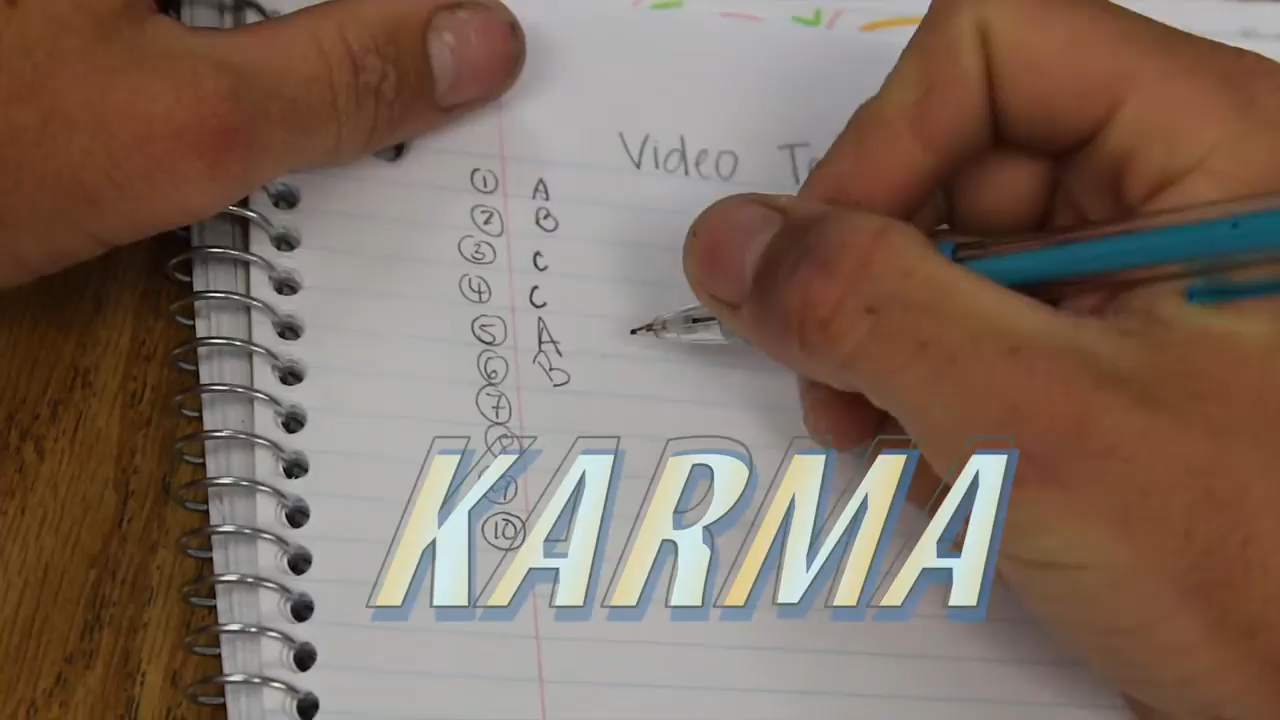 Video
① A
② B
③ C
④ C
⑤ A
⑥ B
⑦
⑩
KARMA